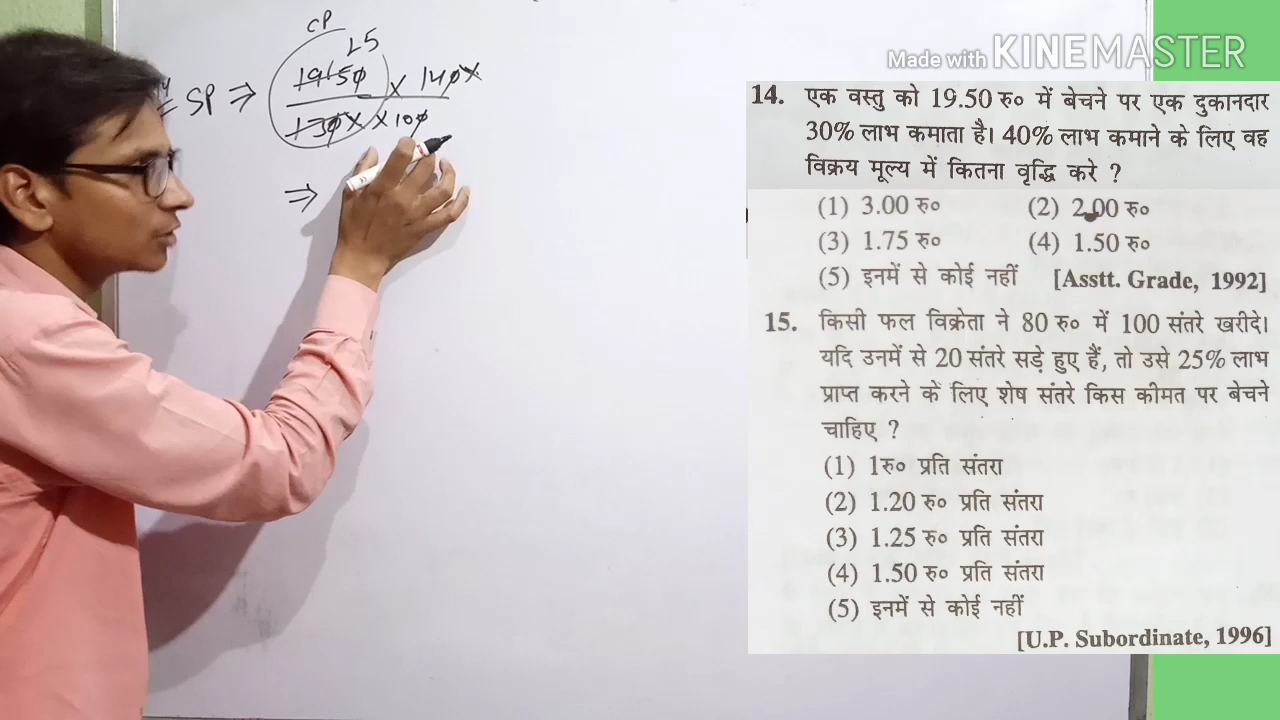 CP
15
19.50 × 140%
= SP ⇒
130% × 100
⇒
Made with KINEMASTER
14. एक वस्तु को 19.50 रु० में बेचने पर एक दुकानदार
30% लाभ कमाता है। 40% लाभ कमाने के लिए वह
विक्रय मूल्य में कितना वृद्धि करे ?
(1) 3.00 रु० (2) 2.00 रु०
(3) 1.75 रु० (4) 1.50 रु०
(5) इनमें से कोई नहीं [Asstt. Grade, 1992]
15. किसी फल विक्रेता ने 80 रु० में 100 संतरे खरीदे।
यदि उनमें से 20 संतरे सड़े हुए हैं, तो उसे 25% लाभ
प्राप्त करने के लिए शेष संतरे किस कीमत पर बेचने
चाहिए ?
(1) 1रु० प्रति संतरा
(2) 1.20 रु० प्रति संतरा
(3) 1.25 रु० प्रति संतरा
(4) 1.50 रु० प्रति संतरा
(5) इनमें से कोई नहीं
[U.P. Subordinate, 1996]